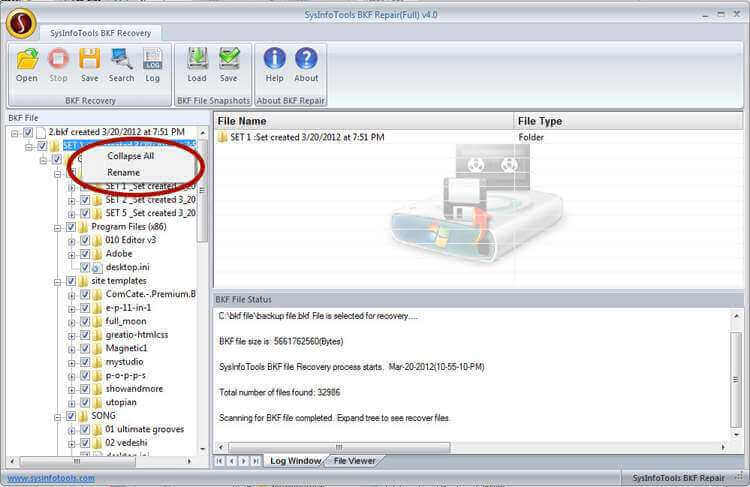 SysInfoTools BKF Repair(Full) v4.0
SysInfoTools BKF Recovery
Open
Stop
Save
Search
Log
Load
Save
Help
About
BKF Recovery
BKF File Snapshots
About BKF Repair
BKF File
2.bkf created 3/20/2012 at 7:51 PM
SET 1
Collapse All
Rename
SET 1 _Set created 3_20
SET 2 _Set created 3_20
SET 5 _Set created 3_20
Program Files (x86)
010 Editor v3
Adobe
desktop.ini
site templates
ComCate.-.Premium.B
e-p-11-in-1
full_moon
greatio-htmlcss
Magnetic1
mystudio
p-o-p-p-s
showandmore
utopian
SONG
01 ultimate grooves
02 vedeshi
desktop.ini
File Name
File Type
SET 1 :Set created 3/20/2012 at 7:51 PM
Folder
BKF File Status
C:\bkf file\backup file.bkf File is selected for recovery....
BKF file size is 5661762560(Bytes)
SysInfoTools BKF file Recovery process starts. Mar-20-2012(10-55-10-PM)
Total number of files found: 32986
Scanning for BKF file completed. Expand tree to see recover files.
Log Window
File Viewer
www.sysinfotools.com
SysInfoTools BKF Repair